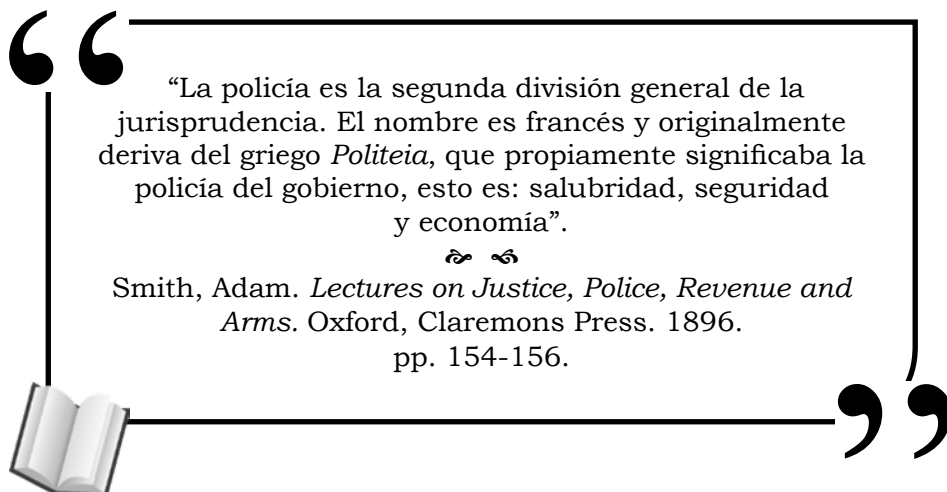 “La policía es la segunda división general de la
jurisprudencia. El nombre es francés y originalmente
deriva del griego Politeia, que propiamente significaba la
policía del gobierno, esto es: salubridad, seguridad
y economía”.
Smith, Adam. Lectures on Justice, Police, Revenue and
Arms. Oxford, Claremons Press. 1896.
pp. 154-156.